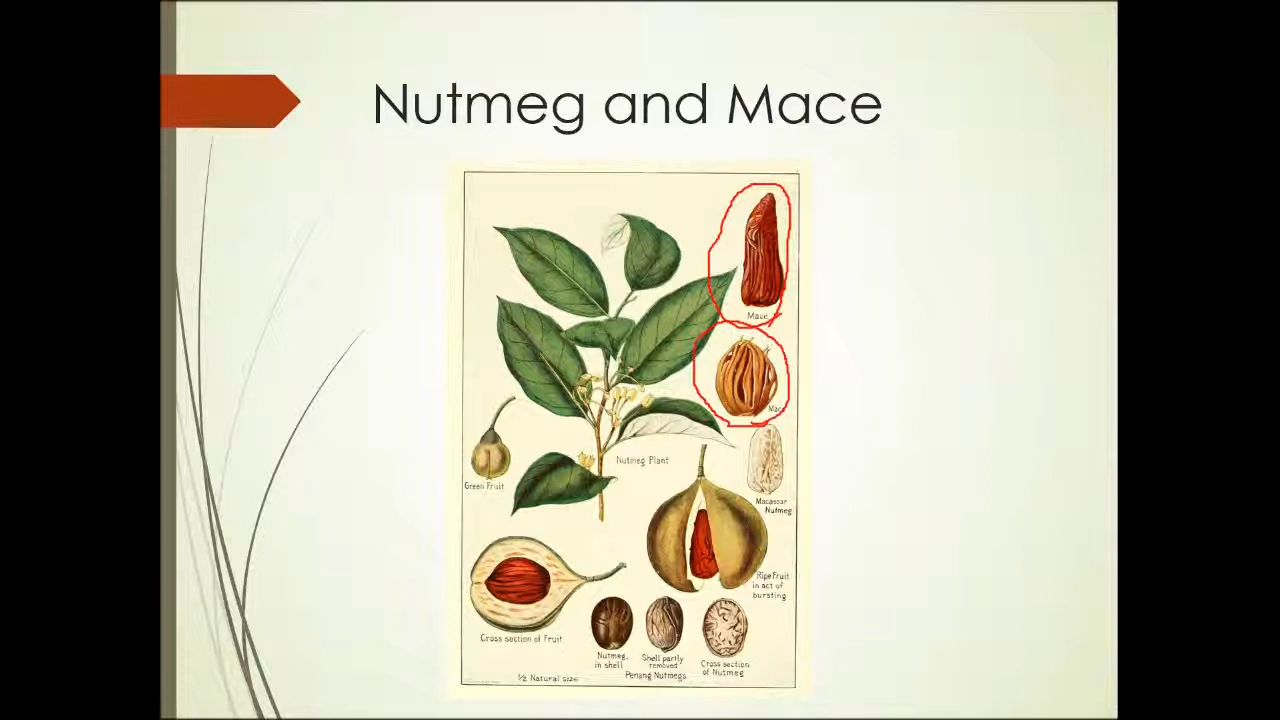 Nutmeg and Mace
Mace
Mace
Macassar
Nutmeg
Nutmeg Plant
Green Fruit
Ripe Fruit
in act of
bursting
Cross section of Fruit
Nutmeg,
in shell
Shell partly
removed
Cross section
of Nutmeg
Penang Nutmegs
½ Natural size